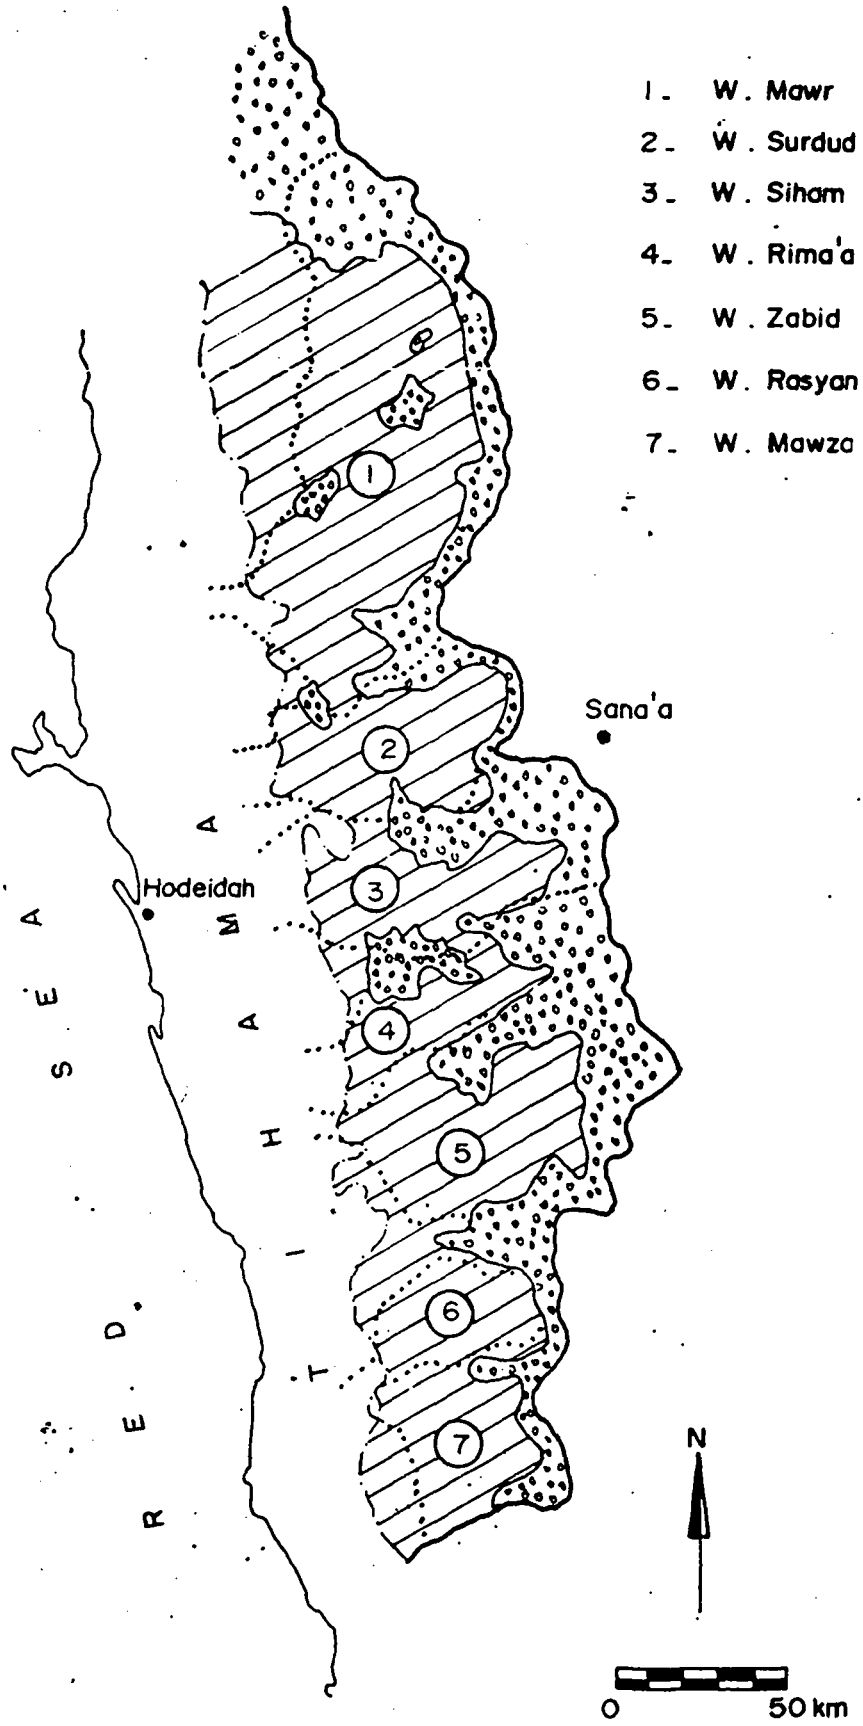 1- W. Mawr
2- W. Surdud
3- W. Siham
4- W. Rima'a
5- W. Zabid
6- W. Rasyan
7- W. Mawza
1
Sana'a
2
Hodeidah
3
4
5
6
7
TIHAMA
RED SEA
N
0 50 km